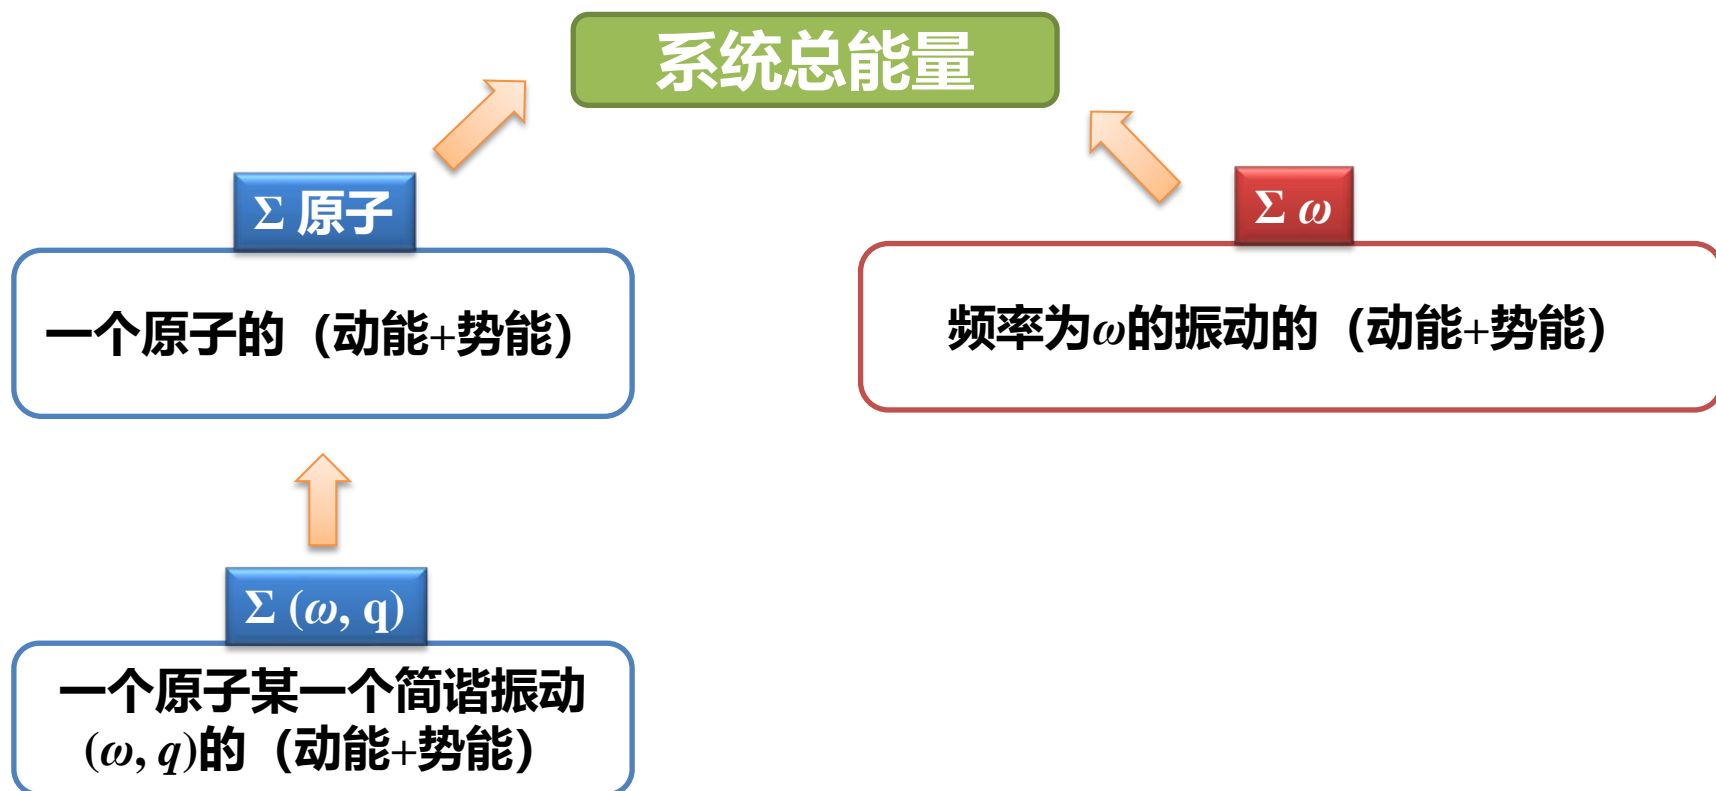 系统总能量
Σ 原子
一个原子的（动能+势能）
Σ (ω, q)
一个原子某一个简谐振动
(ω, q)的（动能+势能）
Σ ω
频率为ω的振动的（动能+势能）